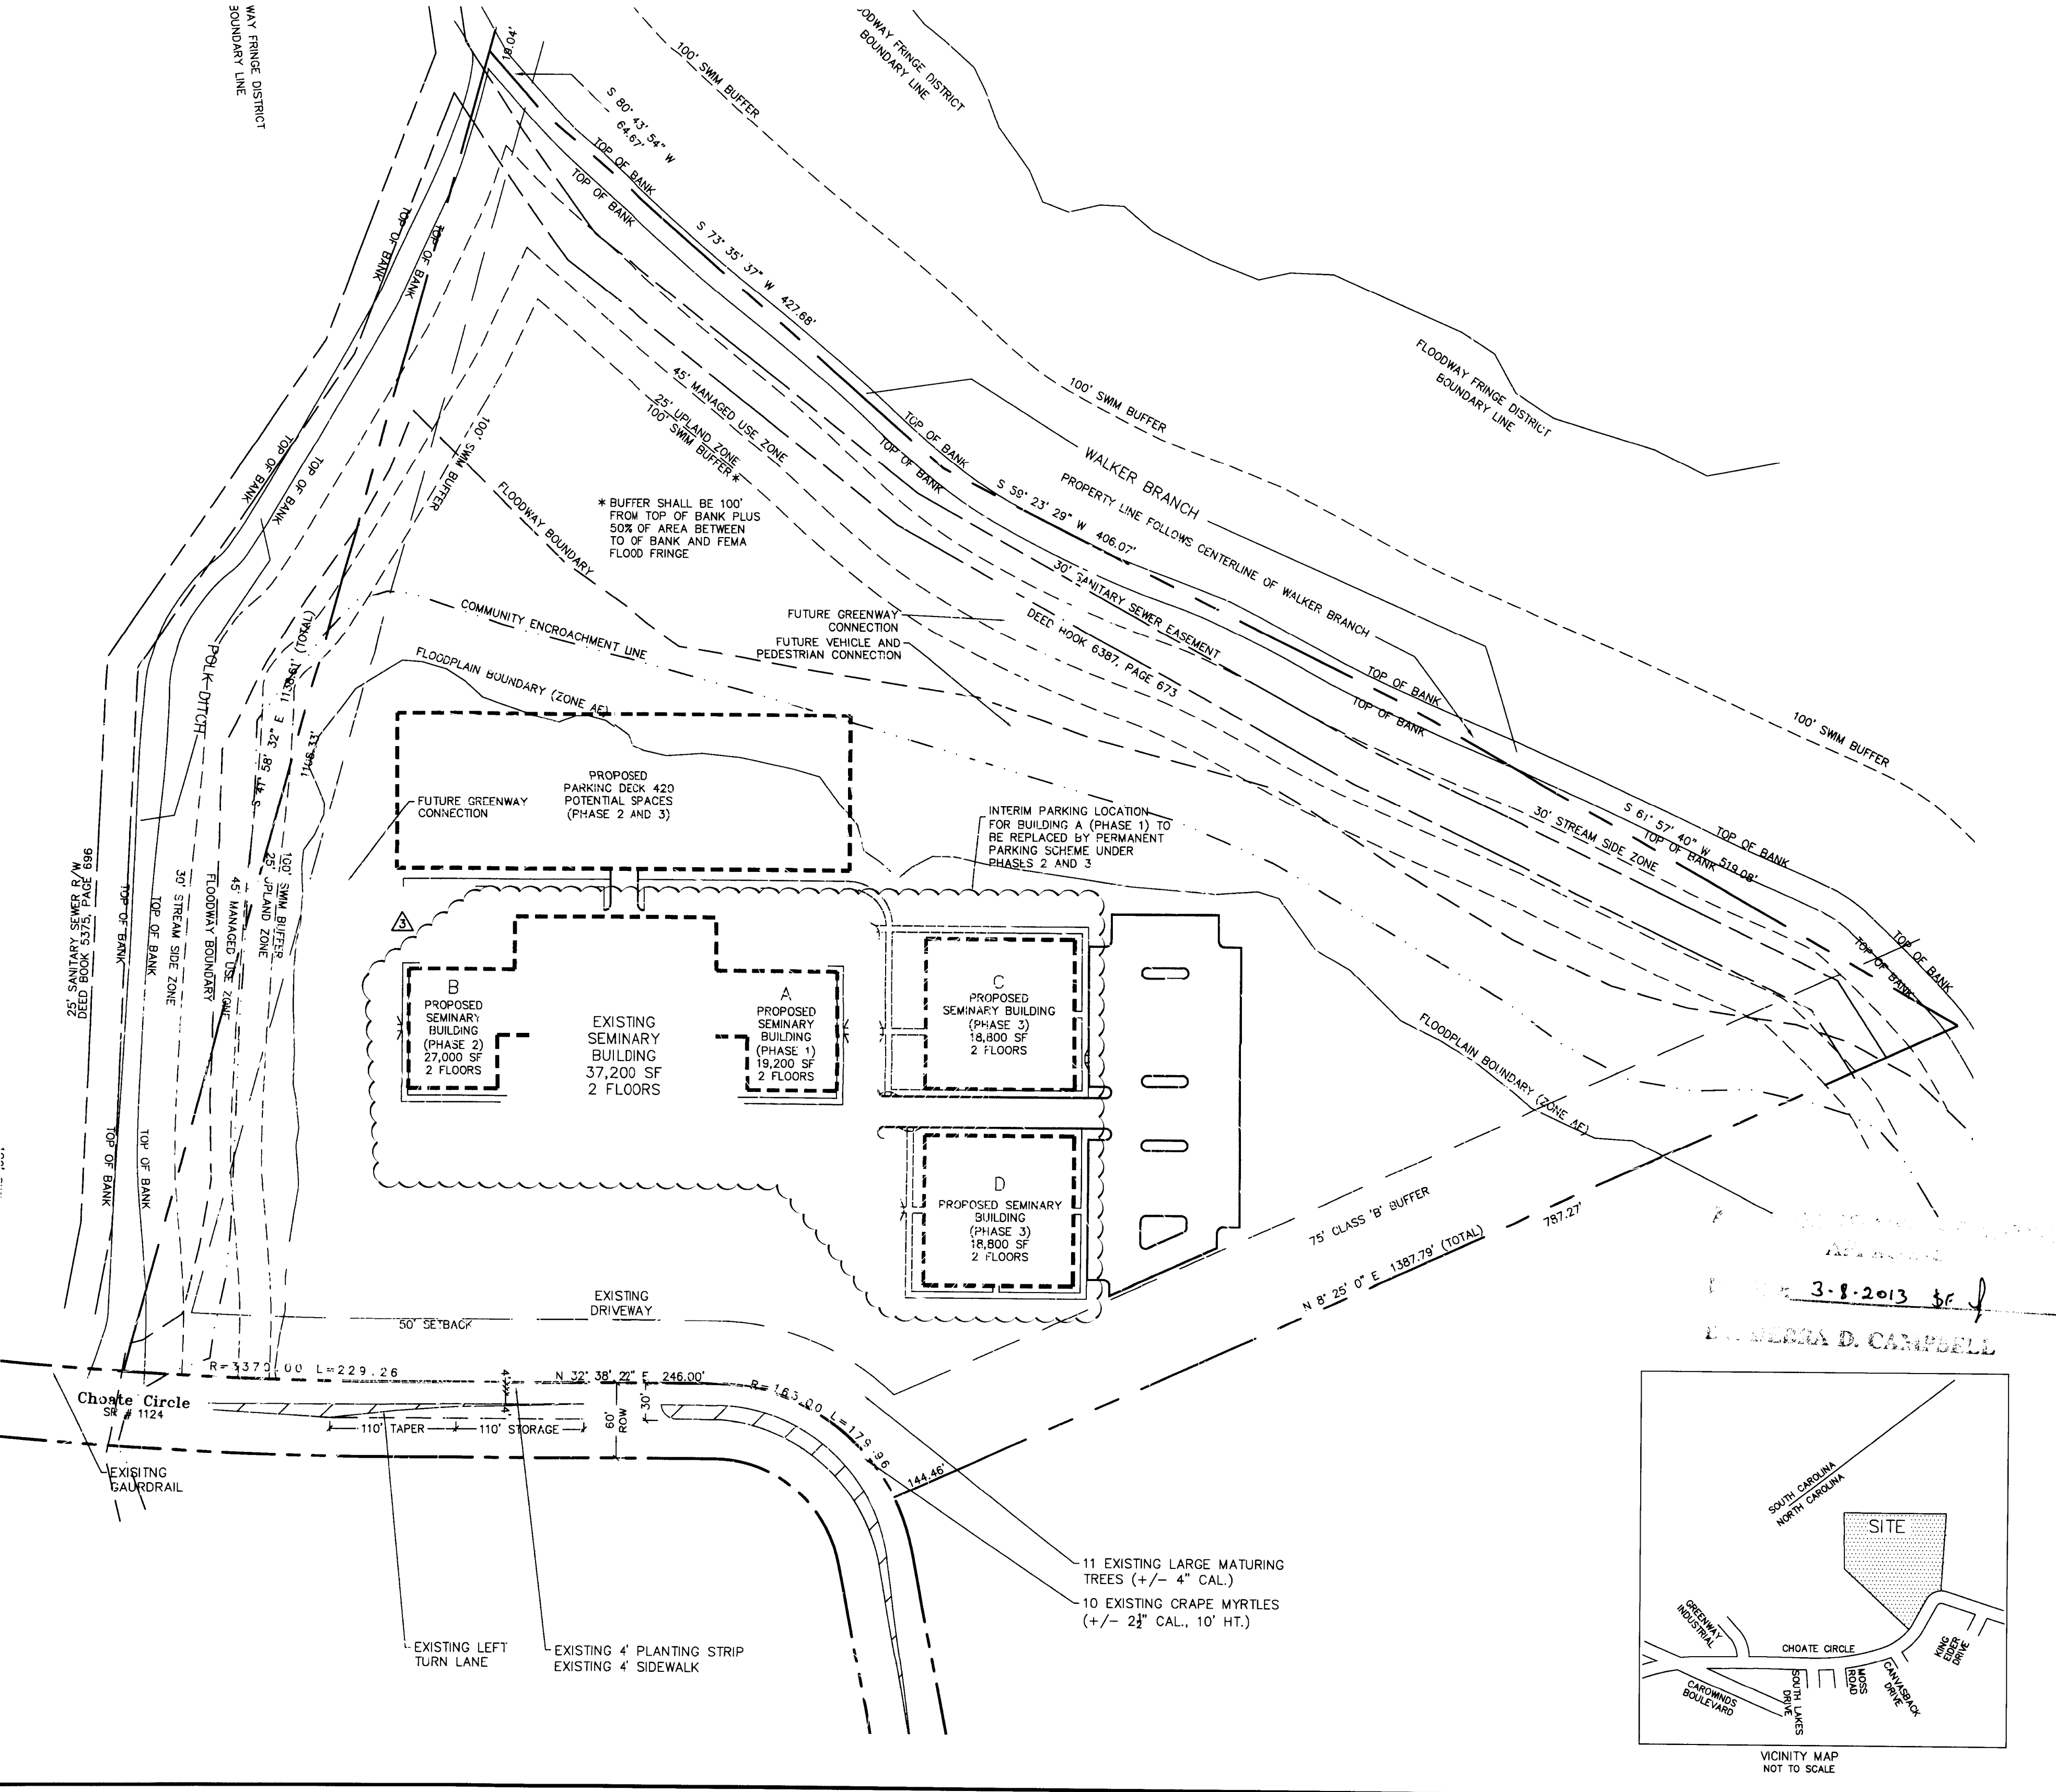 WAY FRINGE DISTRICT
BOUNDARY LINE
19.04'
S 80' 43' 54" W
64.67'
100' SWIM BUFFER
ODWAY FRINGE DISTRICT
BOUNDARY LINE
TOP OF BANK
TOP OF BANK
TOP OF BANK
TOP OF BANK
S 73' 35' 37" W 427.68'
45' MANAGED USE ZONE
25' UPLAND ZONE
100' SWIM BUFFER *
100' SWIM BUFFER
FLOODWAY FRINGE DISTRICT
BOUNDARY LINE
100' SWIM BUFFER
TOP OF BANK
TOP OF BANK
WALKER BRANCH
PROPERTY LINE FOLLOWS CENTERLINE OF WALKER BRANCH
S 59' 23' 29" W 406.07'
TOP OF BANK
TOP OF BANK
FLOODWAY BOUNDARY
* BUFFER SHALL BE 100'
FROM TOP OF BANK PLUS
50% OF AREA BETWEEN
TO OF BANK AND FEMA
FLOOD FRINGE
30' SANITARY SEWER EASEMENT
DEED BOOK 6387, PAGE 673
COMMUNITY ENCROACHMENT LINE
FUTURE GREENWAY
CONNECTION
FUTURE VEHICLE AND
PEDESTRIAN CONNECTION
FLOODPLAIN BOUNDARY (ZONE AE)
POLK DITCH
1138.61' (TOTAL)
58' 32" E
1108.33'
TOP OF BANK
TOP OF BANK
100' SWIM BUFFER
PROPOSED
PARKING DECK 420
POTENTIAL SPACES
(PHASE 2 AND 3)
FUTURE GREENWAY
CONNECTION
INTERIM PARKING LOCATION
FOR BUILDING A (PHASE 1) TO
BE REPLACED BY PERMANENT
PARKING SCHEME UNDER
PHASES 2 AND 3
S 61' 57' 40" W 519.08'
TOP OF BANK
TOP OF BANK
30' STREAM SIDE ZONE
TOP OF BANK
TOP OF BANK
25' SANITARY SEWER R/W
DEED BOOK 5375, PAGE 696
TOP OF BANK
TOP OF BANK
30' STREAM SIDE ZONE
FLOODWAY BOUNDARY
45' MANAGED USE ZONE
25' UPLAND ZONE
100' SWIM BUFFER
3
B
PROPOSED
SEMINARY
BUILDING
(PHASE 2)
27,000 SF
2 FLOORS
EXISTING
SEMINARY
BUILDING
37,200 SF
2 FLOORS
A
PROPOSED
SEMINARY
BUILDING
(PHASE 1)
19,200 SF
2 FLOORS
C
PROPOSED
SEMINARY BUILDING
(PHASE 3)
18,800 SF
2 FLOORS
D
PROPOSED SEMINARY
BUILDING
(PHASE 3)
18,800 SF
2 FLOORS
FLOODPLAIN BOUNDARY (ZONE AE)
TOP OF BANK
TOP OF BANK
75' CLASS 'B' BUFFER
N 8' 25' 0" E 1387.79' (TOTAL)
787.27'
3-8-2013
DEBRA D. CAMPBELL
EXISTING
DRIVEWAY
50' SETBACK
R=3370.00 L=229.26
N 32' 38' 22" E 246.00'
R=163.00 L=179.96
Choate Circle
SR # 1124
4'
4'
110' TAPER
110' STORAGE
60'
ROW
30'
144.46'
EXISITNG
GAURDRAIL
11 EXISTING LARGE MATURING
TREES (+/- 4" CAL.)
10 EXISTING CRAPE MYRTLES
(+/- 2½" CAL., 10' HT.)
EXISTING LEFT
TURN LANE
EXISTING 4' PLANTING STRIP
EXISTING 4' SIDEWALK
SOUTH CAROLINA
NORTH CAROLINA
SITE
GREENWAY
INDUSTRIAL
CHOATE CIRCLE
KING
EIDER
DRIVE
CAROWINDS
BOULEVARD
SOUTH LAKES
DRIVE
MOSS
ROAD
CANVASBACK
DRIVE
VICINITY MAP
NOT TO SCALE